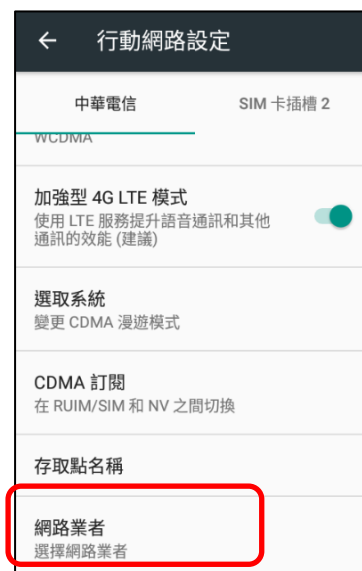 行動網路設定
中華電信 SIM 卡插槽 2
WCDMA
加強型 4G LTE 模式
使用 LTE 服務提升語音通訊和其他
通訊的效能 (建議)
選取系統
變更 CDMA 漫遊模式
CDMA 訂閱
在 RUIM/SIM 和 NV 之間切換
存取點名稱
網路業者
選擇網路業者